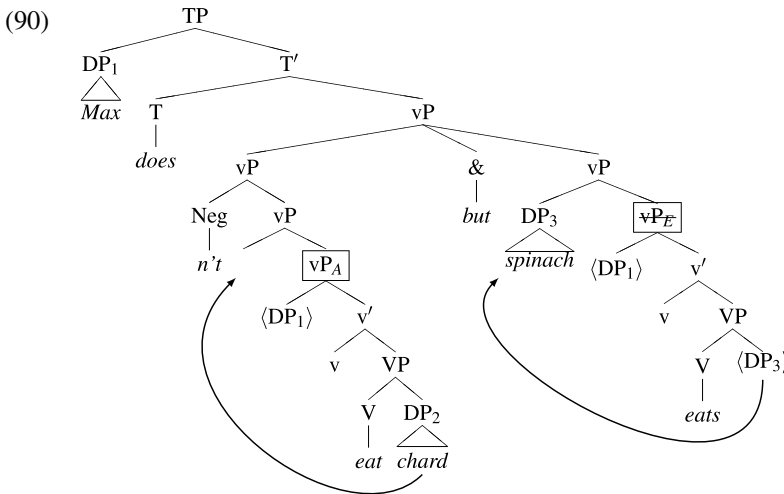 (90)
TP
DP1 T′
Max T vP
does vP & vP
Neg vP but DP3 vPE
n't vPA spinach ⟨DP1⟩ v′
⟨DP1⟩ v′ v VP
v VP V ⟨DP3⟩
V DP2 eats
eat chard